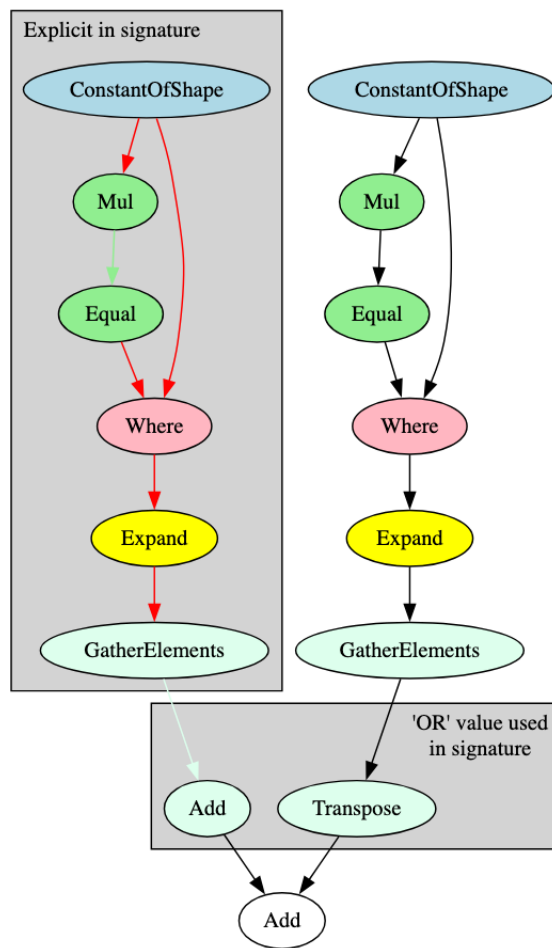 Explicit in signature
ConstantOfShape
ConstantOfShape
Mul
Mul
Equal
Equal
Where
Where
Expand
Expand
GatherElements
GatherElements
'OR' value used
in signature
Add
Transpose
Add